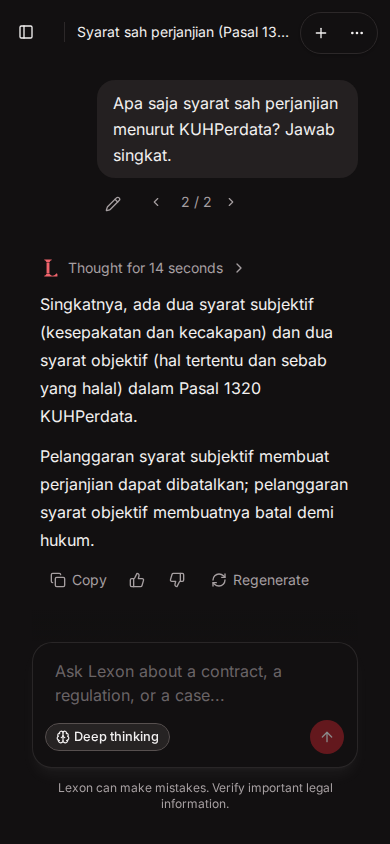 Syarat sah perjanjian (Pasal 13...
Apa saja syarat sah perjanjian
menurut KUHPerdata? Jawab
singkat.
2 / 2
L Thought for 14 seconds
Singkatnya, ada dua syarat subjektif
(kesepakatan dan kecakapan) dan dua
syarat objektif (hal tertentu dan sebab
yang halal) dalam Pasal 1320
KUHPerdata.
Pelanggaran syarat subjektif membuat
perjanjian dapat dibatalkan; pelanggaran
syarat objektif membuatnya batal demi
hukum.
Copy Regenerate
Ask Lexon about a contract, a
regulation, or a case...
Deep thinking
Lexon can make mistakes. Verify important legal
information.